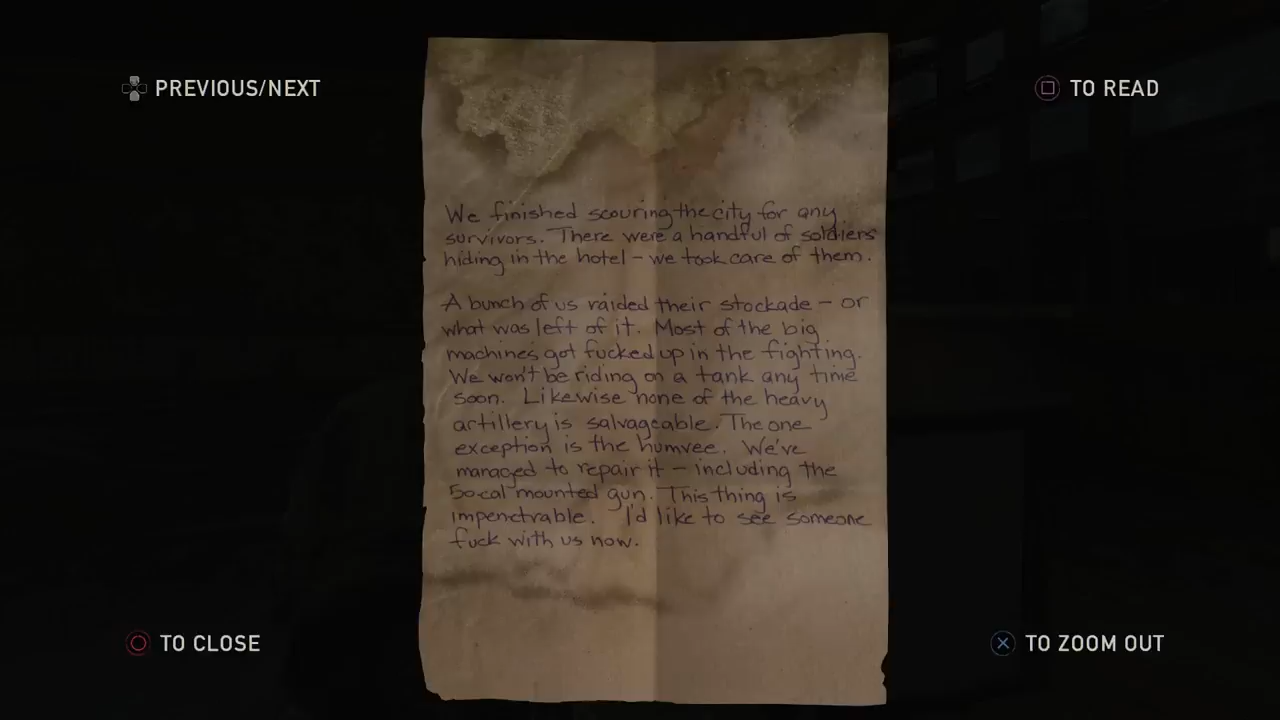 PREVIOUS/NEXT
TO READ
We finished scouring the city for any
survivors. There were a handful of soldiers
hiding in the hotel - we took care of them.
A bunch of us raided their stockade - or
what was left of it. Most of the big
machines got fucked up in the fighting.
We won't be riding on a tank any time
soon. Likewise none of the heavy
artillery is salvageable. The one
exception is the humvee. We've
managed to repair it - including the
50 cal mounted gun. This thing is
impenetrable. I'd like to see someone
fuck with us now.
TO CLOSE
TO ZOOM OUT